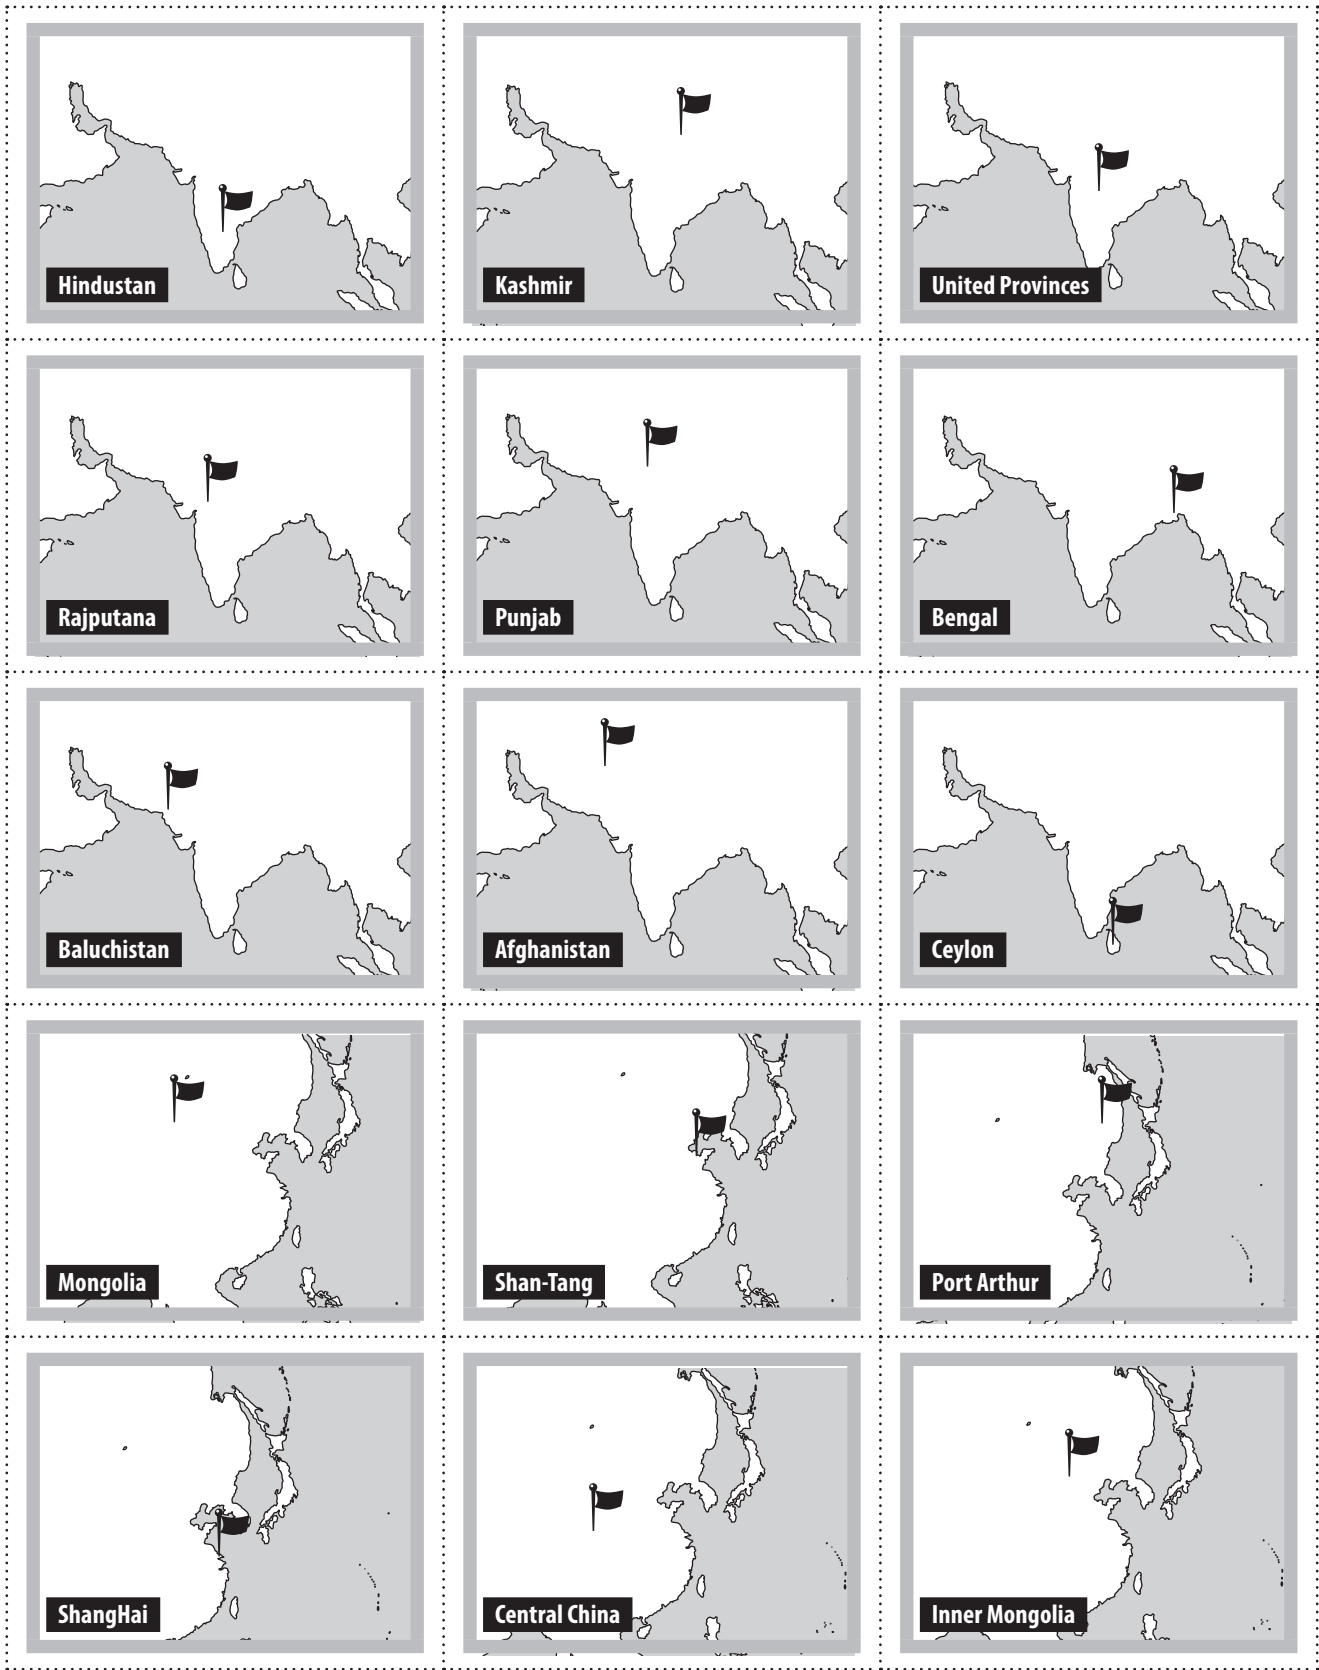 Hindustan
Kashmir
United Provinces
Rajputana
Punjab
Bengal
Baluchistan
Afghanistan
Ceylon
Mongolia
Shan-Tang
Port Arthur
ShangHai
Central China
Inner Mongolia